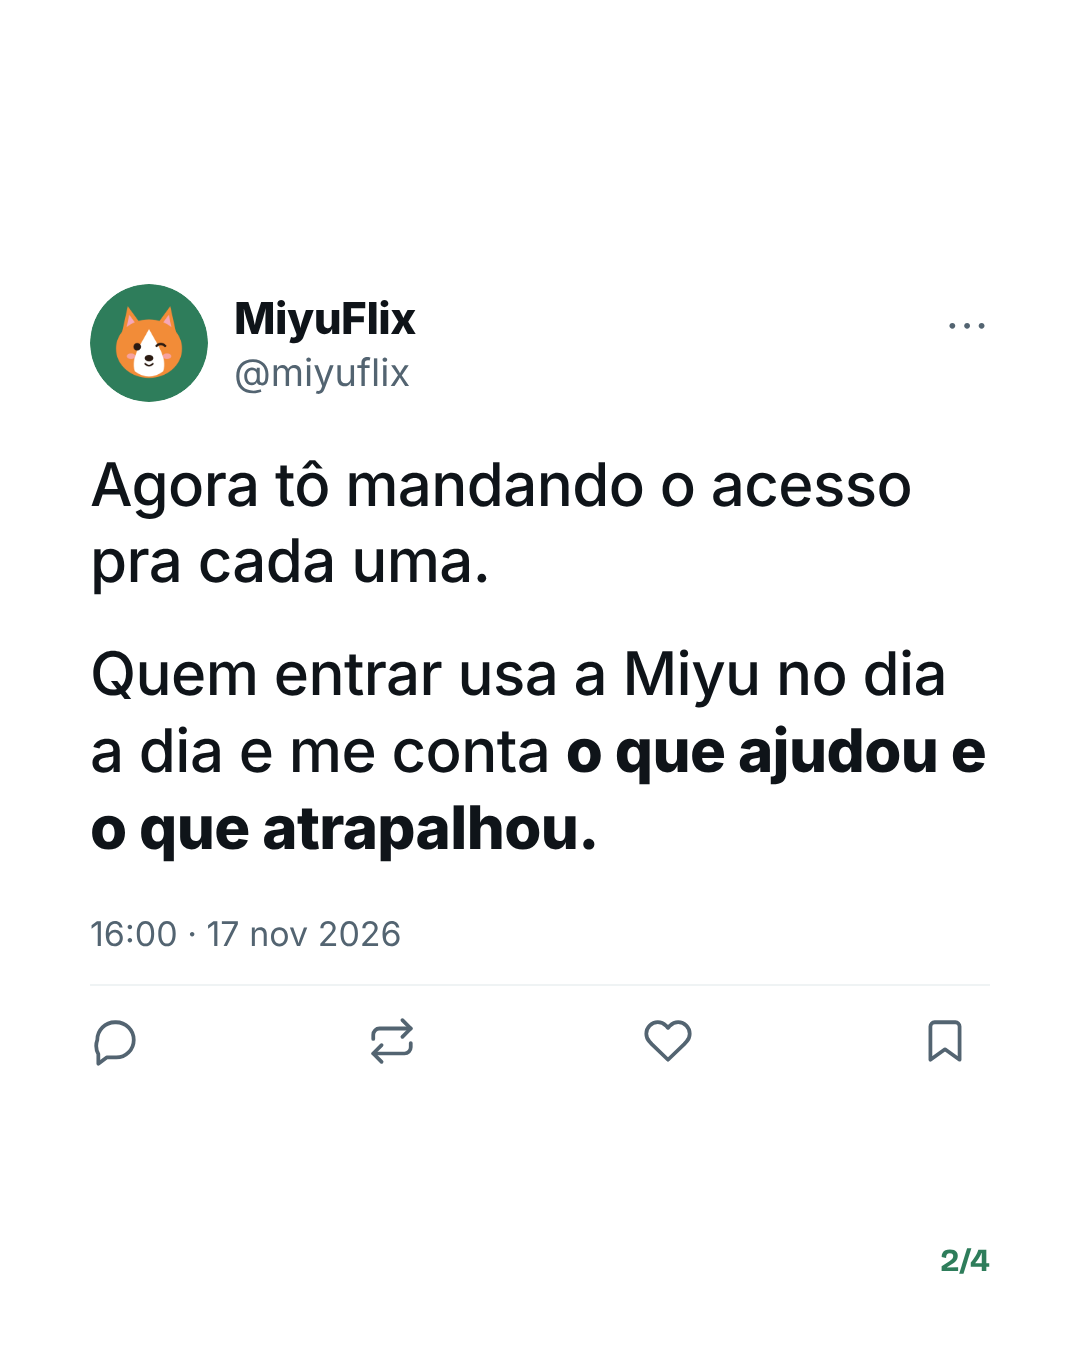 MiyuFlix
@miyuflix
Agora tô mandando o acesso
pra cada uma.
Quem entrar usa a Miyu no dia
a dia e me conta o que ajudou e
o que atrapalhou.
16:00 · 17 nov 2026
2/4